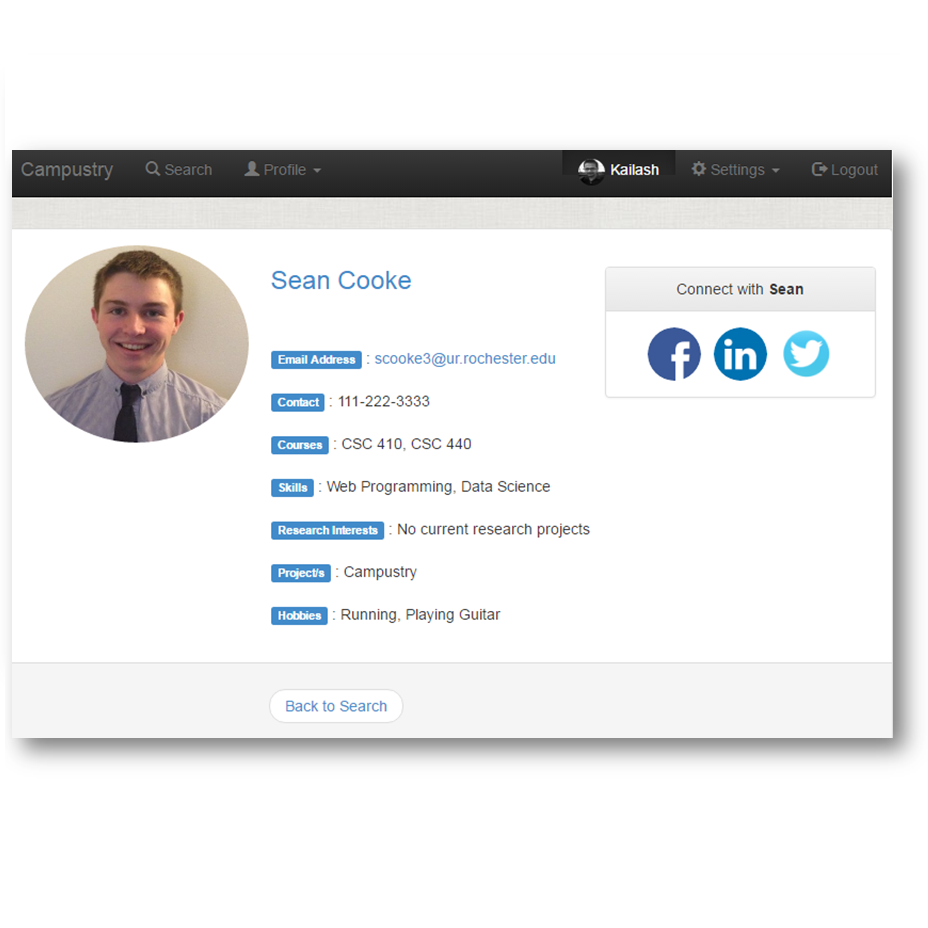 Campustry Search Profile Kailash Settings Logout
Sean Cooke
Connect with Sean
Email Address : scooke3@ur.rochester.edu
Contact : 111-222-3333
Courses : CSC 410, CSC 440
Skills : Web Programming, Data Science
Research Interests : No current research projects
Project/s : Campustry
Hobbies : Running, Playing Guitar
Back to Search